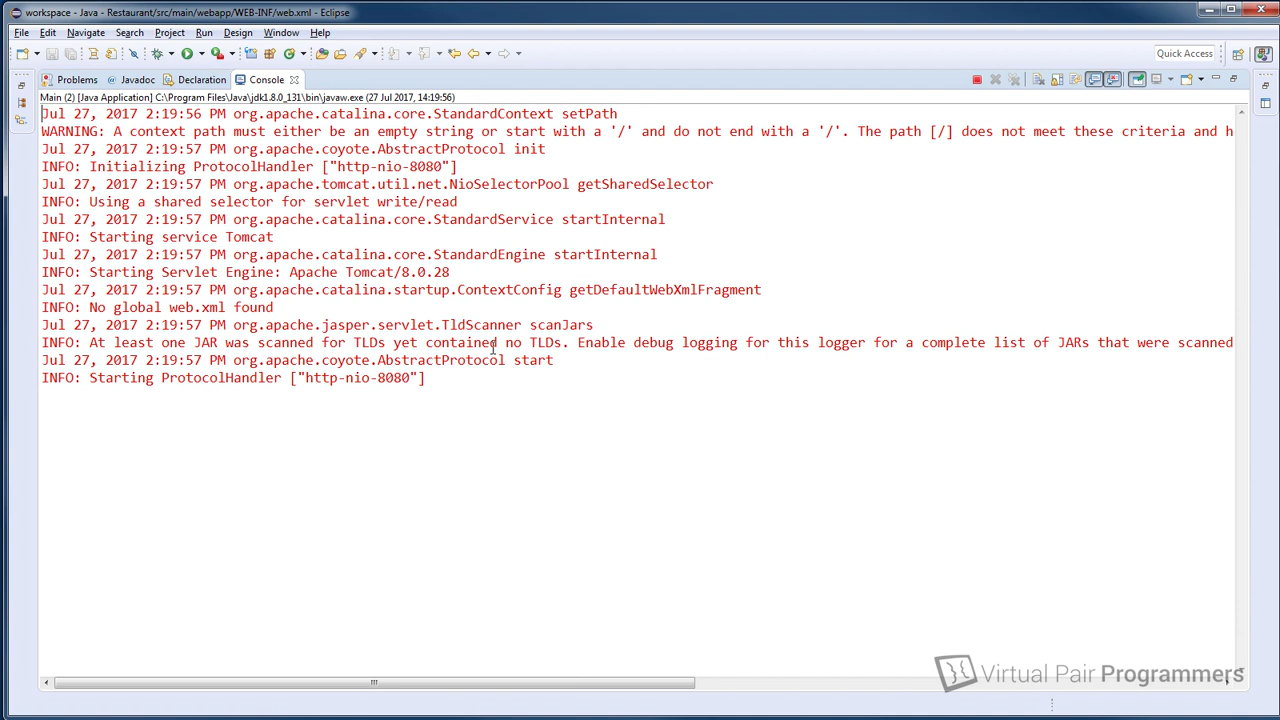 workspace - Java - Restaurant/src/main/webapp/WEB-INF/web.xml - Eclipse
File Edit Navigate Search Project Run Design Window Help
Quick Access
Problems Javadoc Declaration Console
Main (2) [Java Application] C:\Program Files\Java\jdk1.8.0_131\bin\javaw.exe (27 Jul 2017, 14:19:56)
Jul 27, 2017 2:19:56 PM org.apache.catalina.core.StandardContext setPath
WARNING: A context path must either be an empty string or start with a '/' and do not end with a '/'. The path [/] does not meet these criteria and h
Jul 27, 2017 2:19:57 PM org.apache.coyote.AbstractProtocol init
INFO: Initializing ProtocolHandler ["http-nio-8080"]
Jul 27, 2017 2:19:57 PM org.apache.tomcat.util.net.NioSelectorPool getSharedSelector
INFO: Using a shared selector for servlet write/read
Jul 27, 2017 2:19:57 PM org.apache.catalina.core.StandardService startInternal
INFO: Starting service Tomcat
Jul 27, 2017 2:19:57 PM org.apache.catalina.core.StandardEngine startInternal
INFO: Starting Servlet Engine: Apache Tomcat/8.0.28
Jul 27, 2017 2:19:57 PM org.apache.catalina.startup.ContextConfig getDefaultWebXmlFragment
INFO: No global web.xml found
Jul 27, 2017 2:19:57 PM org.apache.jasper.servlet.TldScanner scanJars
INFO: At least one JAR was scanned for TLDs yet contained no TLDs. Enable debug logging for this logger for a complete list of JARs that were scanned
Jul 27, 2017 2:19:57 PM org.apache.coyote.AbstractProtocol start
INFO: Starting ProtocolHandler ["http-nio-8080"]
Virtual Pair Programmers